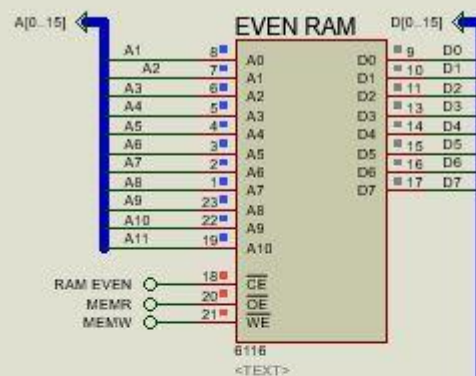 A[0..15] EVEN RAM D[0..15]
A1 8 A0 D0 9 D0
A2 7 A1 D1 10 D1
A3 6 A2 D2 11 D2
A4 5 A3 D3 13 D3
A5 4 A4 D4 14 D4
A6 3 A5 D5 15 D5
A7 2 A6 D6 16 D6
A8 1 A7 D7 17 D7
A9 23 A8
A10 22 A9
A11 19 A10
RAM EVEN 18 CE
MEMR 20 OE
MEMW 21 WE
6116
<TEXT>